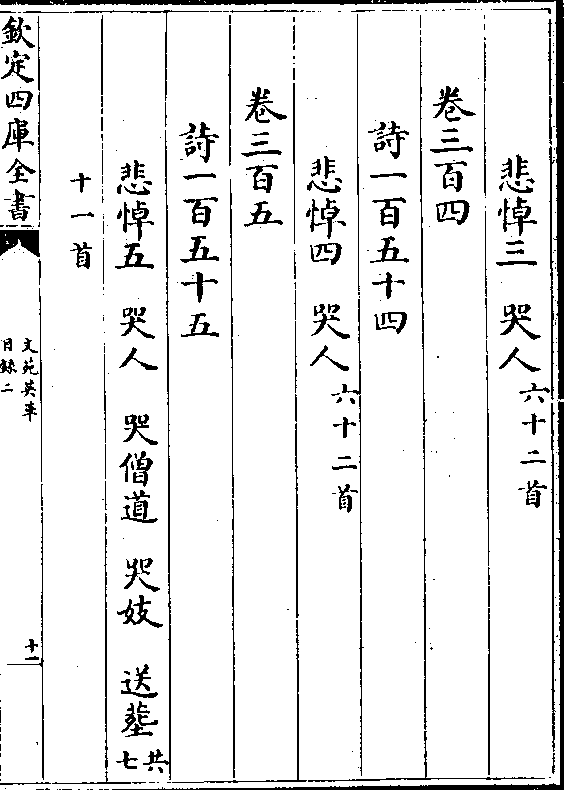 悲悼三　哭人六十二首
卷三百四
詩一百五十四
悲悼四　哭人六十二首
卷三百五
詩一百五十五
悲悼五　哭人　哭僧道　哭妓　送葬共七
十一首
欽定四庫全書
文苑英華
目錄二
十一